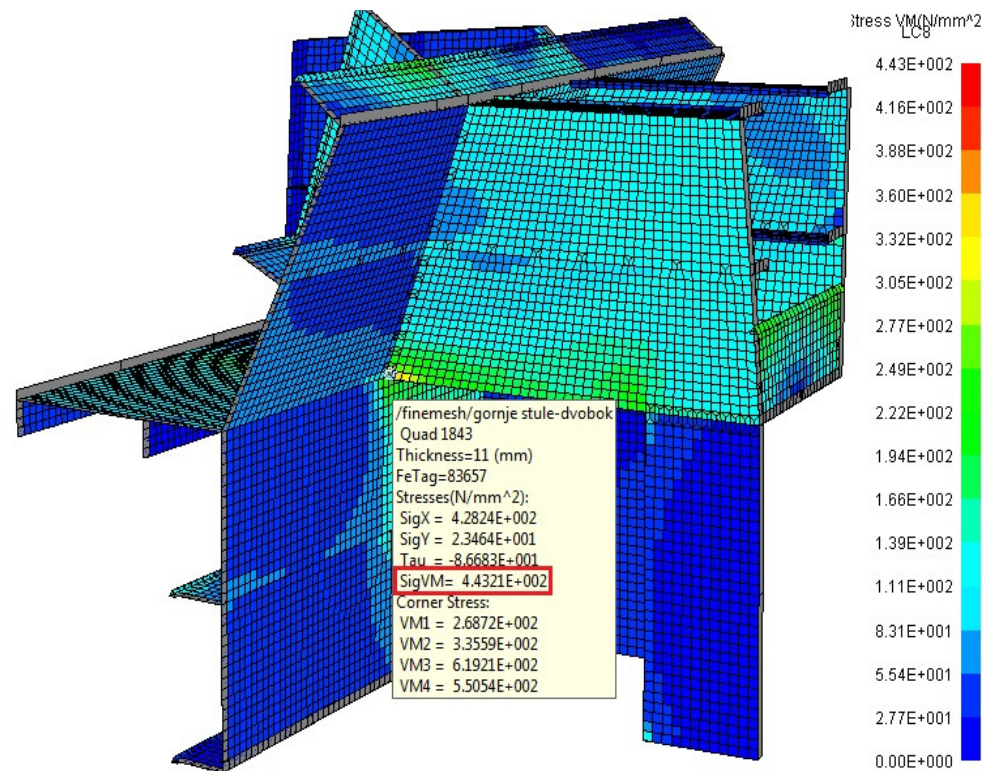 Stress VM(N/mm^2
LC8
4.43E+002
4.16E+002
3.88E+002
3.60E+002
3.32E+002
3.05E+002
2.77E+002
2.49E+002
2.22E+002
1.94E+002
1.66E+002
1.39E+002
1.11E+002
8.31E+001
5.54E+001
2.77E+001
0.00E+000
/finemesh/gornje stule-dvobok
Quad 1843
Thickness=11 (mm)
FeTag=83657
Stresses(N/mm^2):
SigX = 4.2824E+002
SigY = 2.3464E+001
Tau = -8.6683E+001
SigVM= 4.4321E+002
Corner Stress:
VM1 = 2.6872E+002
VM2 = 3.3559E+002
VM3 = 6.1921E+002
VM4 = 5.5054E+002